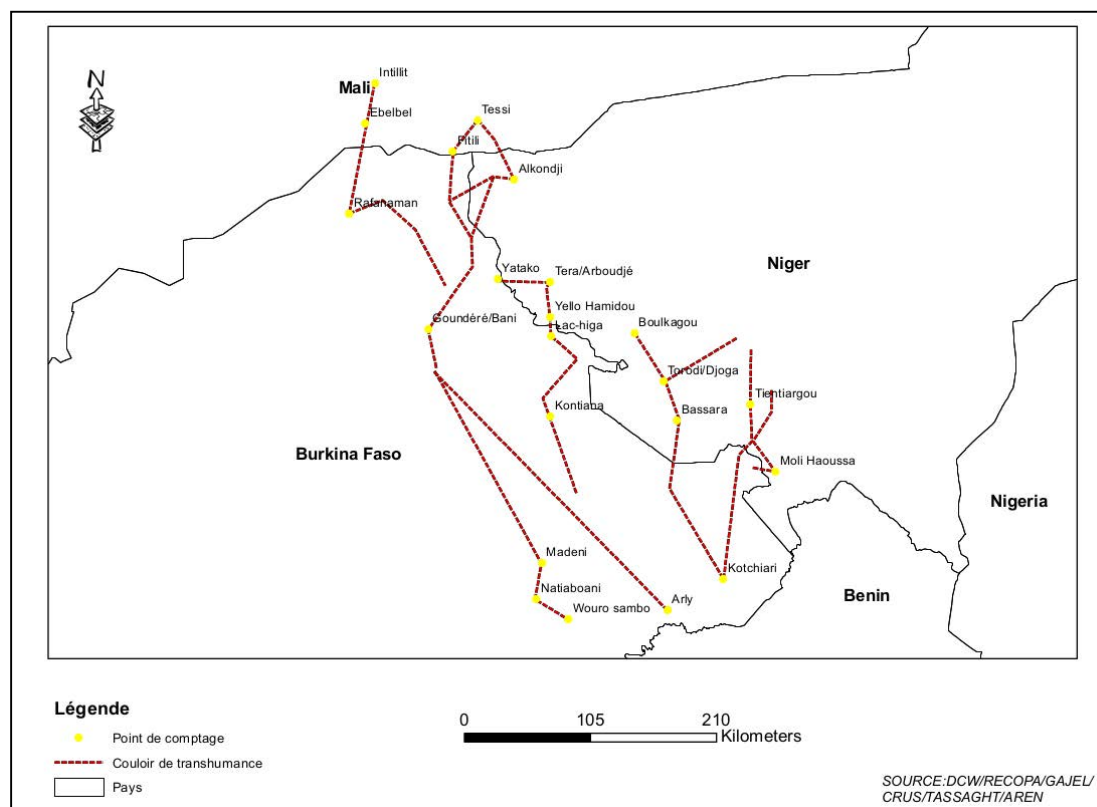 N
Intillit
Mali
Ebelbel
Tessi
Fitili
Alkondji
Rafanaman
Yatako
Tera/Arboudjé
Niger
Yello Hamidou
Goundéré/Bani
Lac-higa
Boulkagou
Torodi/Djoga
Tientiargou
Kontiana
Bassara
Burkina Faso
Moli Haoussa
Nigeria
Madeni
Kotchiari
Natiaboani
Wouro sambo
Arly
Benin
Légende
Point de comptage
Couloir de transhumance
Pays
0 105 210
Kilometers
SOURCE:DCW/RECOPA/GAJEL/
CRUS/TASSAGHT/AREN